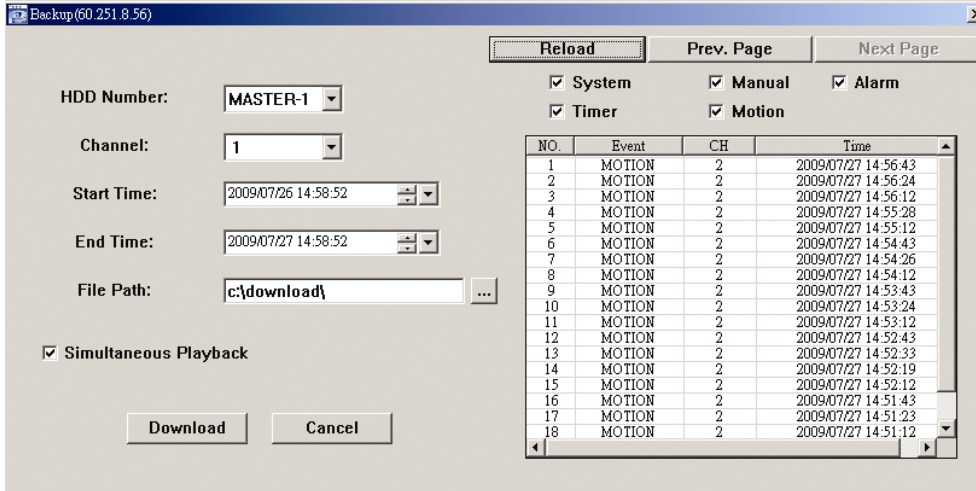 Backup(60.251.8.56)
Reload Prev. Page Next Page
System Manual Alarm
Timer Motion
HDD Number: MASTER-1
Channel: 1
Start Time: 2009/07/26 14:58:52
End Time: 2009/07/27 14:58:52
File Path: c:\download\ ...
Simultaneous Playback
Download Cancel
NO. Event CH Time
1 MOTION 2 2009/07/27 14:56:43
2 MOTION 2 2009/07/27 14:56:24
3 MOTION 2 2009/07/27 14:56:12
4 MOTION 2 2009/07/27 14:55:28
5 MOTION 2 2009/07/27 14:55:12
6 MOTION 2 2009/07/27 14:54:43
7 MOTION 2 2009/07/27 14:54:26
8 MOTION 2 2009/07/27 14:54:12
9 MOTION 2 2009/07/27 14:53:43
10 MOTION 2 2009/07/27 14:53:24
11 MOTION 2 2009/07/27 14:53:12
12 MOTION 2 2009/07/27 14:52:43
13 MOTION 2 2009/07/27 14:52:33
14 MOTION 2 2009/07/27 14:52:19
15 MOTION 2 2009/07/27 14:52:12
16 MOTION 2 2009/07/27 14:51:43
17 MOTION 2 2009/07/27 14:51:23
18 MOTION 2 2009/07/27 14:51:12